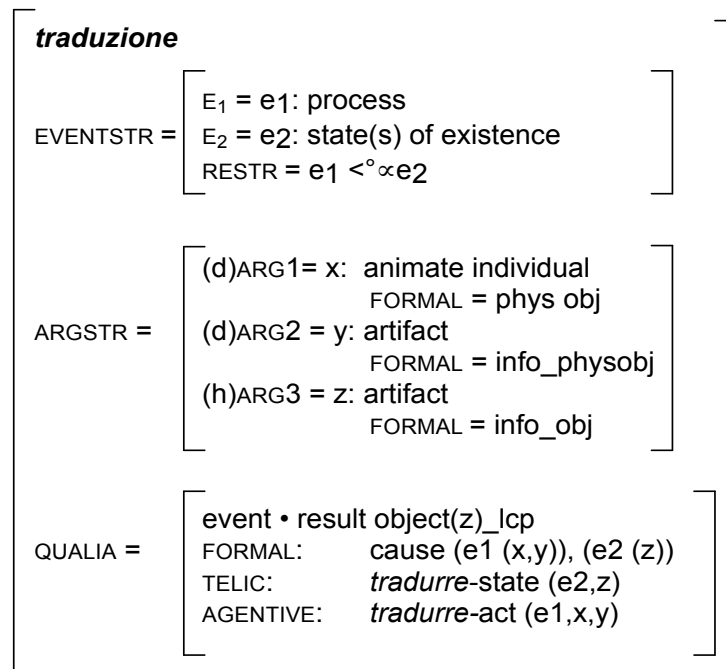 traduzione
E₁ = e1: process
EVENTSTR = E₂ = e2: state(s) of existence
RESTR = e1 <°∝e2
(d)ARG1= x: animate individual
FORMAL = phys obj
ARGSTR = (d)ARG2 = y: artifact
FORMAL = info_physobj
(h)ARG3 = z: artifact
FORMAL = info_obj
event • result object(z)_lcp
QUALIA = FORMAL: cause (e1 (x,y)), (e2 (z))
TELIC: tradurre-state (e2,z)
AGENTIVE: tradurre-act (e1,x,y)